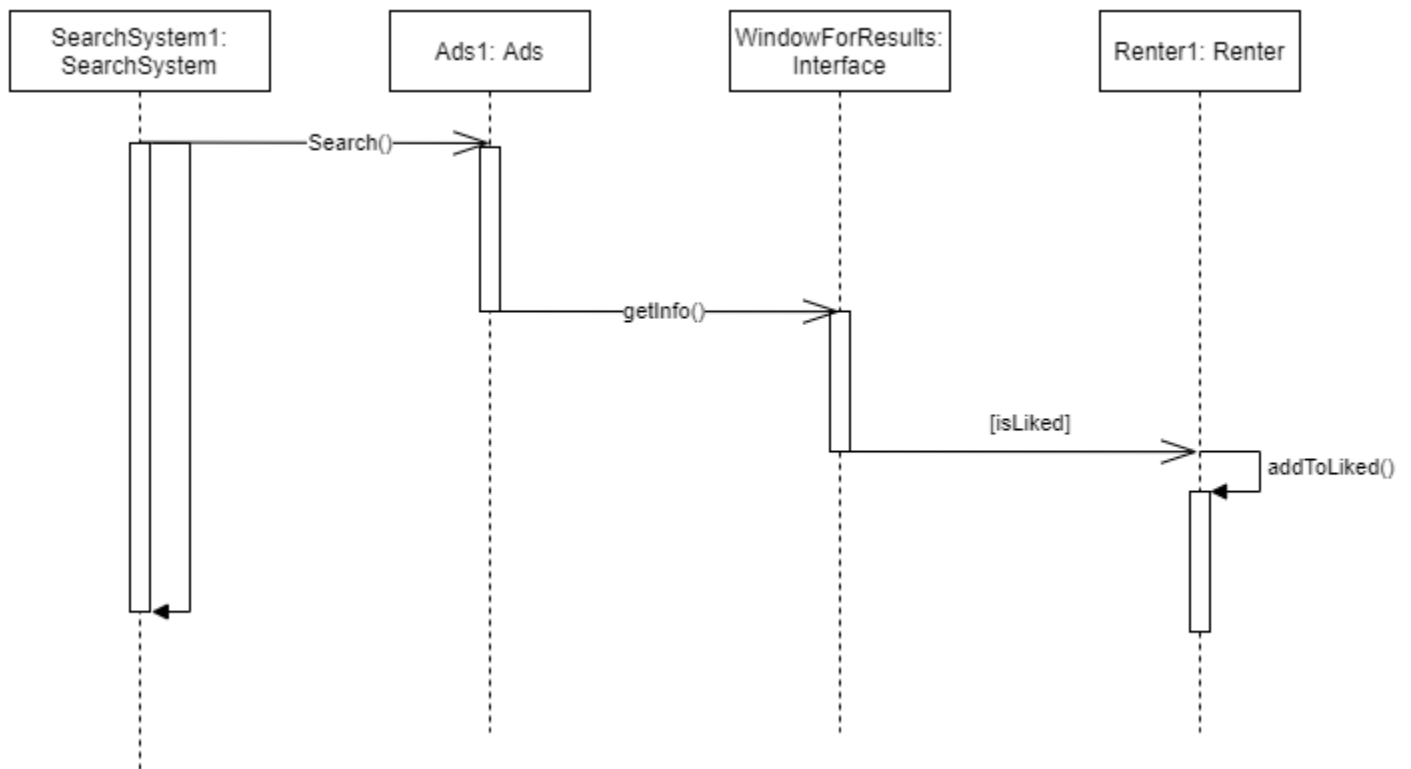 SearchSystem1:
SearchSystem
Ads1: Ads
WindowForResults:
Interface
Renter1: Renter
Search()
getInfo()
[isLiked]
addToLiked()